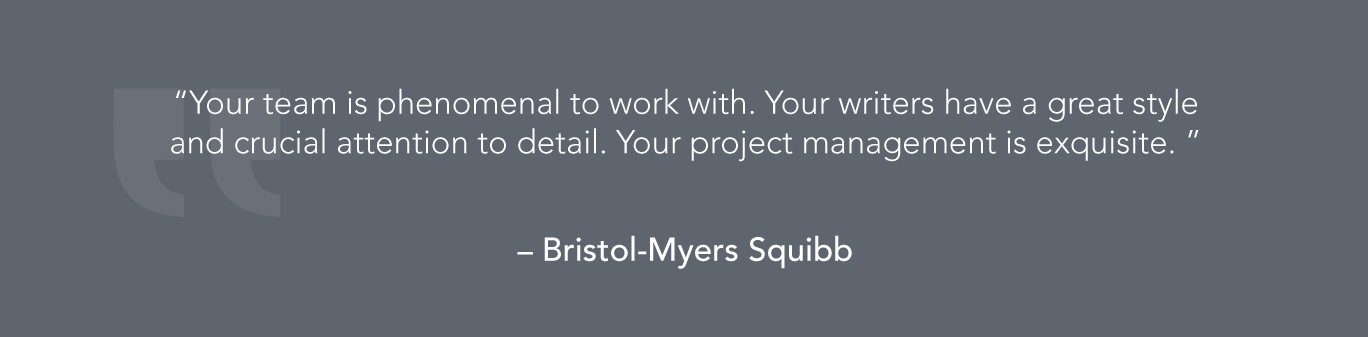 “Your team is phenomenal to work with. Your writers have a great style
and crucial attention to detail. Your project management is exquisite. ”
– Bristol-Myers Squibb